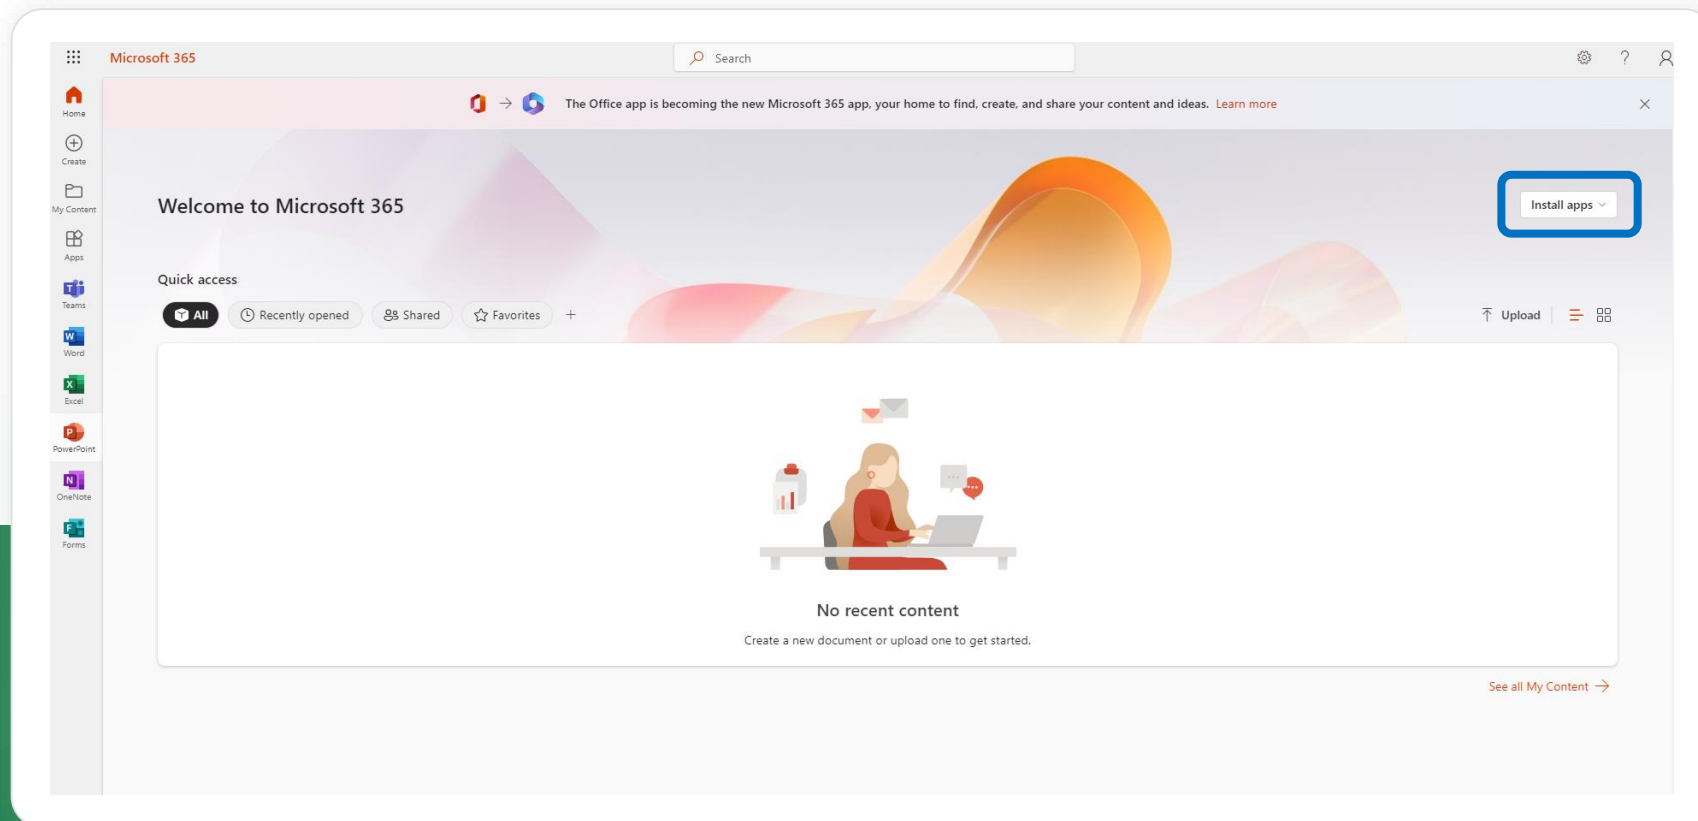 Microsoft 365
Search
?
Home
The Office app is becoming the new Microsoft 365 app, your home to find, create, and share your content and ideas. Learn more
Create
My Content
Welcome to Microsoft 365
Install apps
Apps
Quick access
Teams
All
Recently opened
Shared
Favorites
+
Upload
Word
Excel
PowerPoint
OneNote
Forms
No recent content
Create a new document or upload one to get started.
See all My Content